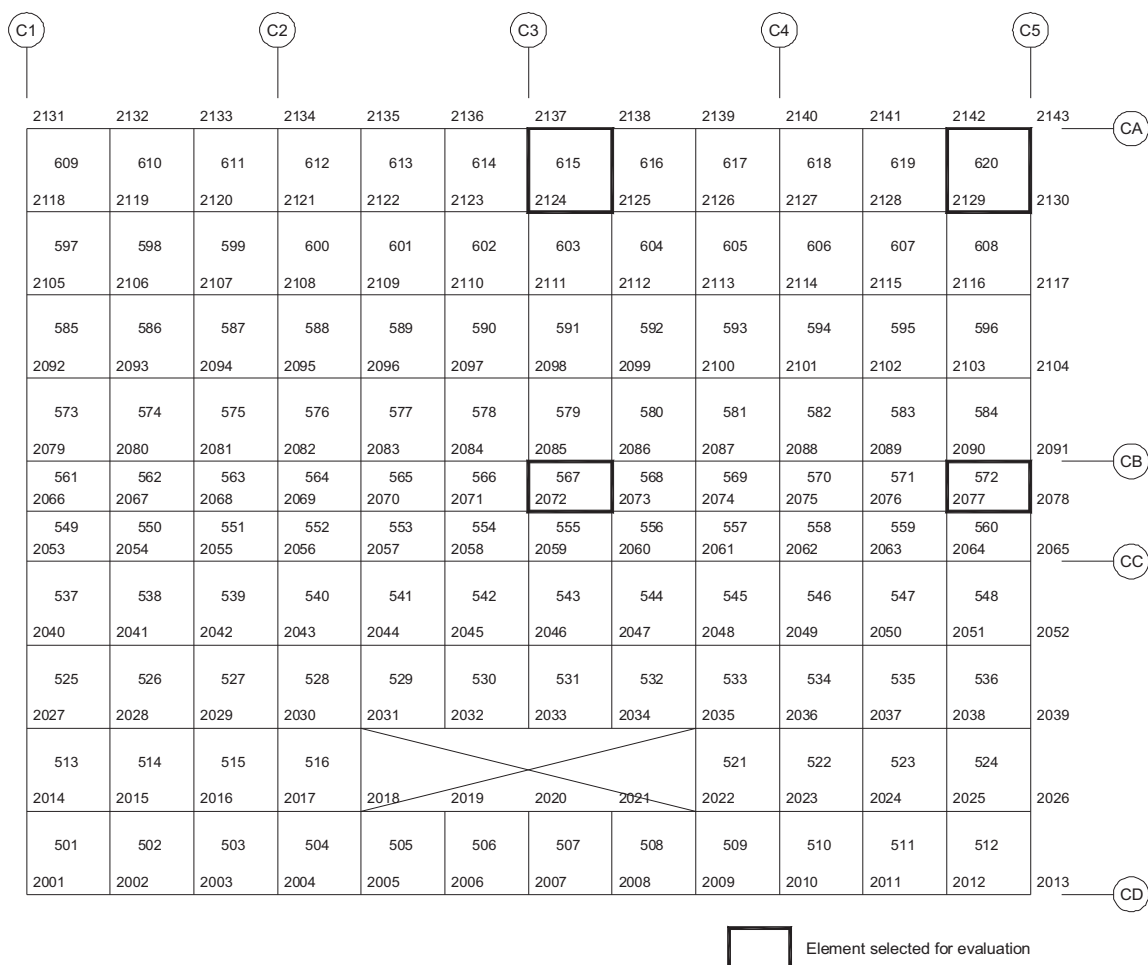 C1 C2 C3 C4 C5
2131 2132 2133 2134 2135 2136 2137 2138 2139 2140 2141 2142 2143
CA
609 610 611 612 613 614 615 616 617 618 619 620
2118 2119 2120 2121 2122 2123 2124 2125 2126 2127 2128 2129 2130
597 598 599 600 601 602 603 604 605 606 607 608
2105 2106 2107 2108 2109 2110 2111 2112 2113 2114 2115 2116 2117
585 586 587 588 589 590 591 592 593 594 595 596
2092 2093 2094 2095 2096 2097 2098 2099 2100 2101 2102 2103 2104
573 574 575 576 577 578 579 580 581 582 583 584
2079 2080 2081 2082 2083 2084 2085 2086 2087 2088 2089 2090 2091
CB
561 562 563 564 565 566 567 568 569 570 571 572
2066 2067 2068 2069 2070 2071 2072 2073 2074 2075 2076 2077 2078
549 550 551 552 553 554 555 556 557 558 559 560
2053 2054 2055 2056 2057 2058 2059 2060 2061 2062 2063 2064 2065
CC
537 538 539 540 541 542 543 544 545 546 547 548
2040 2041 2042 2043 2044 2045 2046 2047 2048 2049 2050 2051 2052
525 526 527 528 529 530 531 532 533 534 535 536
2027 2028 2029 2030 2031 2032 2033 2034 2035 2036 2037 2038 2039
513 514 515 516 521 522 523 524
2014 2015 2016 2017 2018 2019 2020 2021 2022 2023 2024 2025 2026
501 502 503 504 505 506 507 508 509 510 511 512
2001 2002 2003 2004 2005 2006 2007 2008 2009 2010 2011 2012 2013
CD
Element selected for evaluation